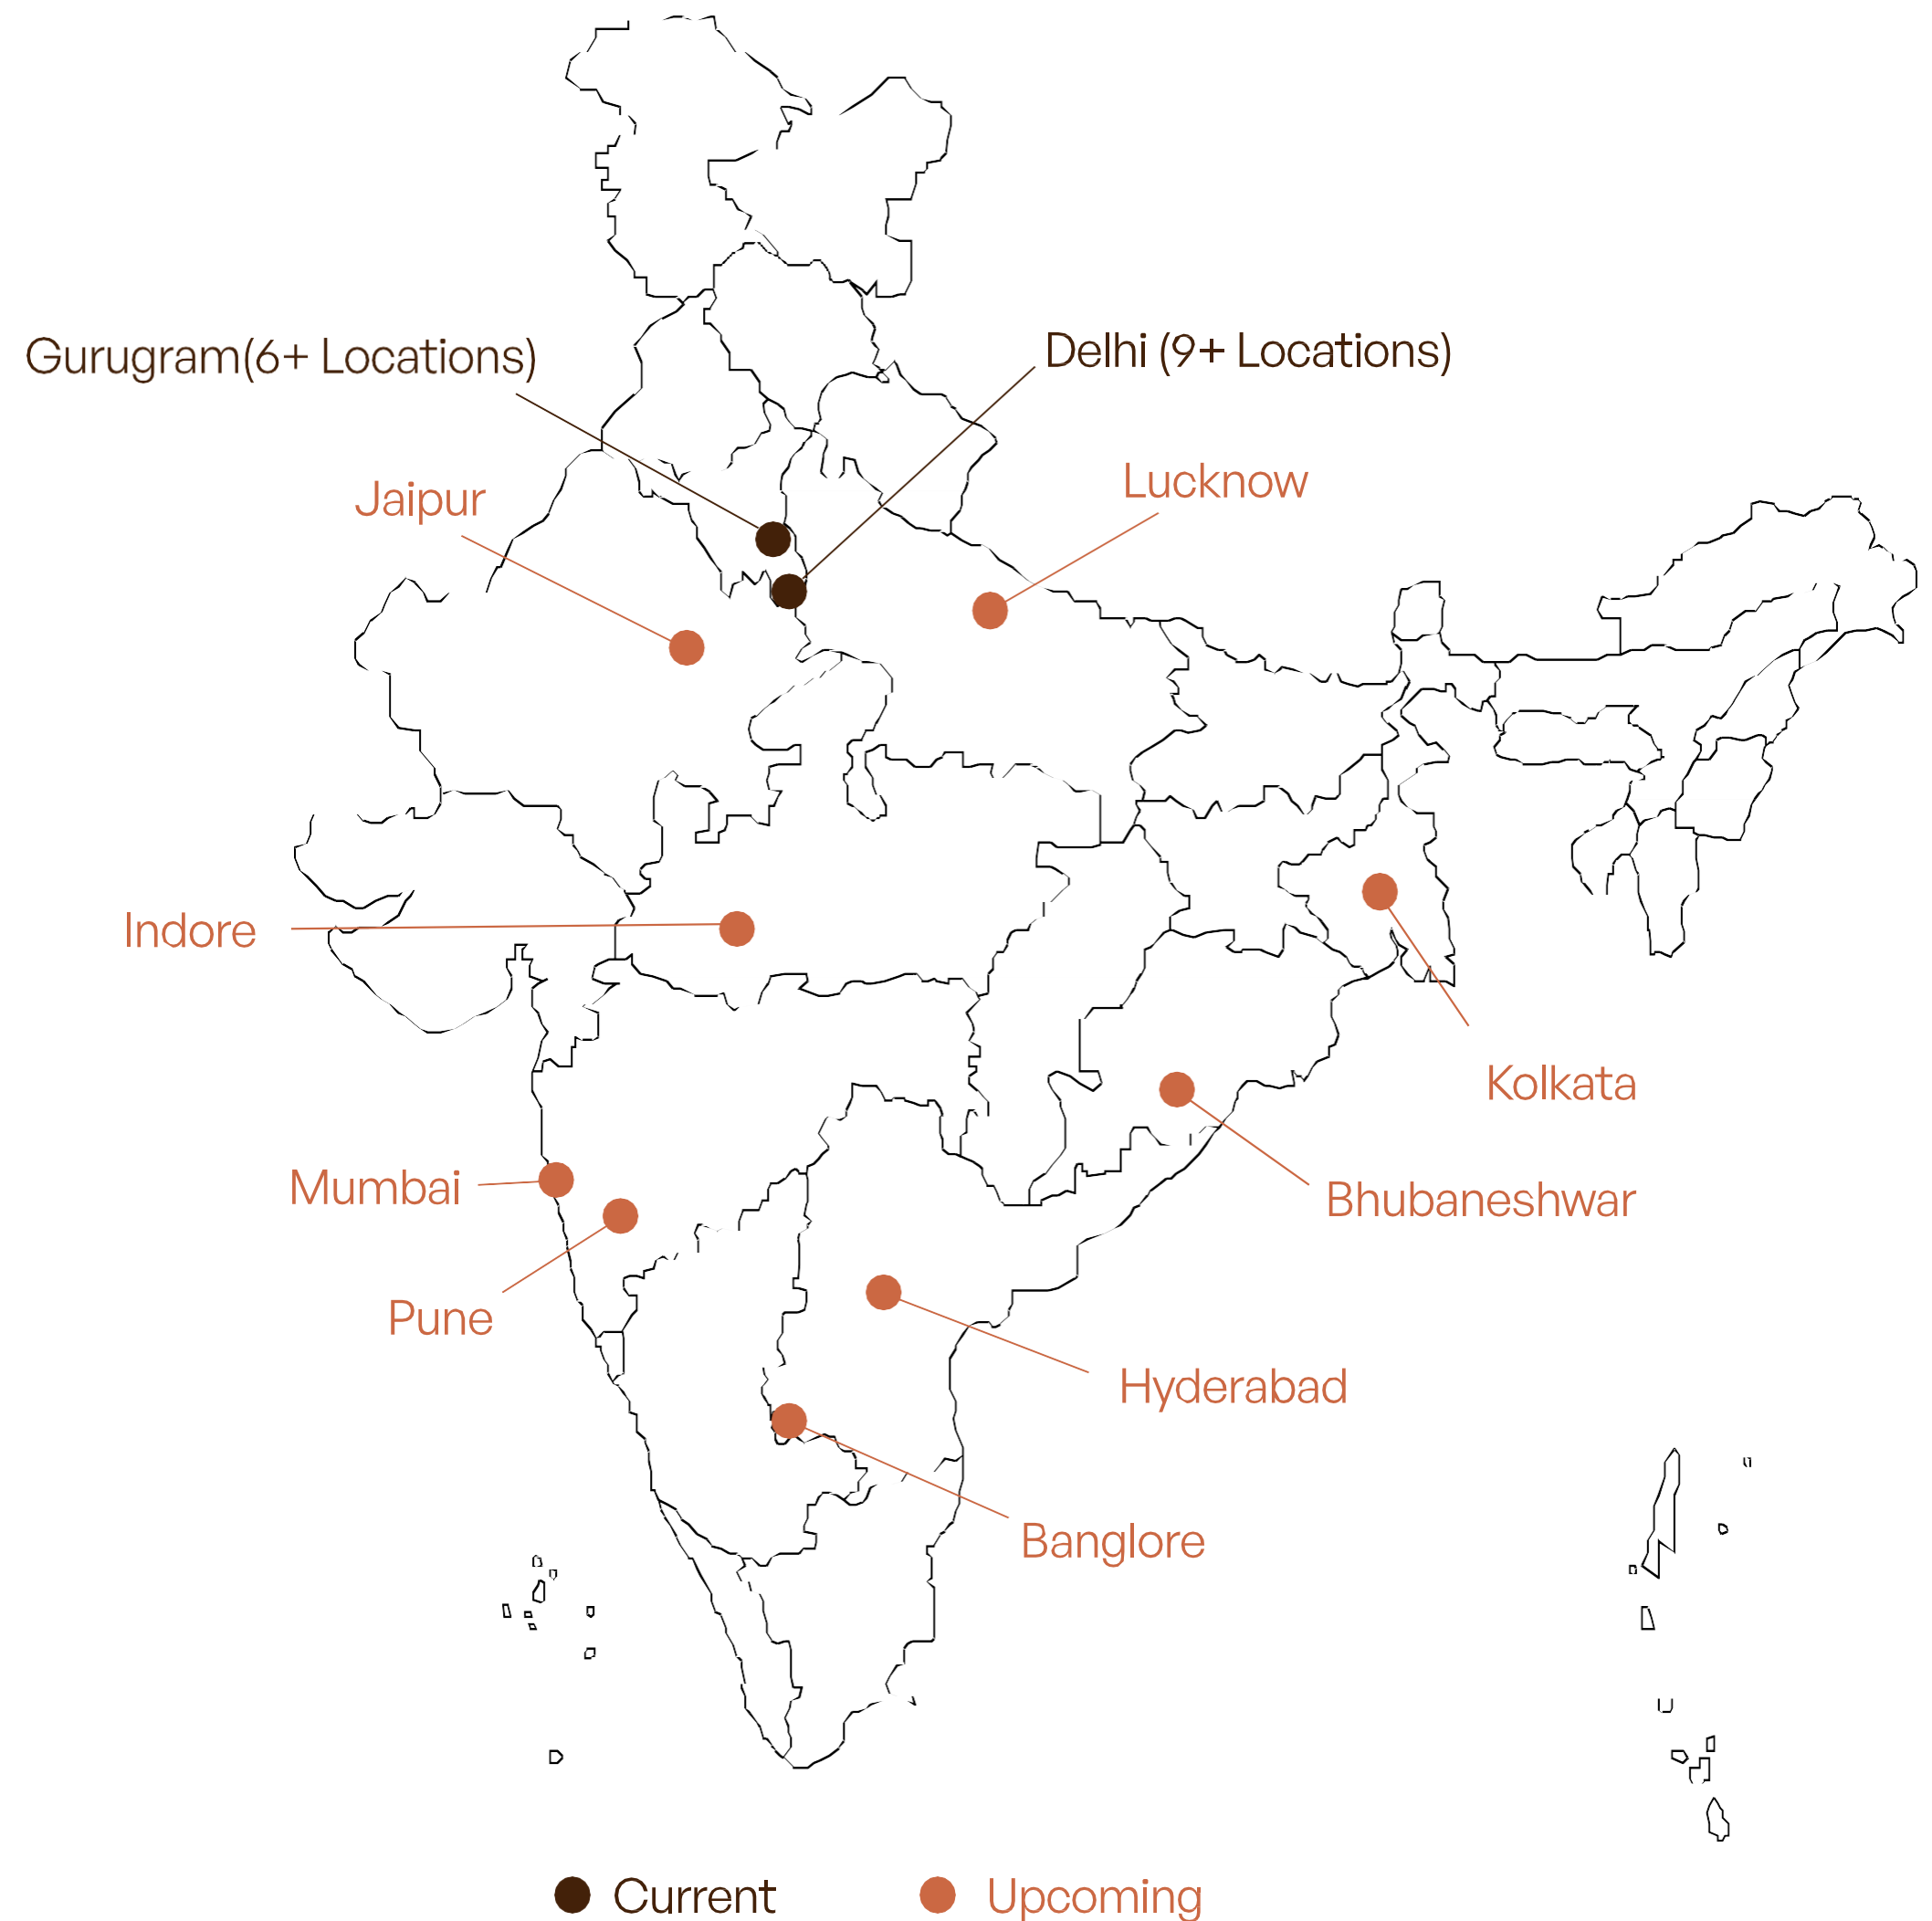 Delhi (9+ Locations)
Gurugram(6+ Locations)
Lucknow
Jaipur
Indore
Kolkata
Mumbai
Bhubaneshwar
Pune
Hyderabad
Banglore
Current
Upcoming